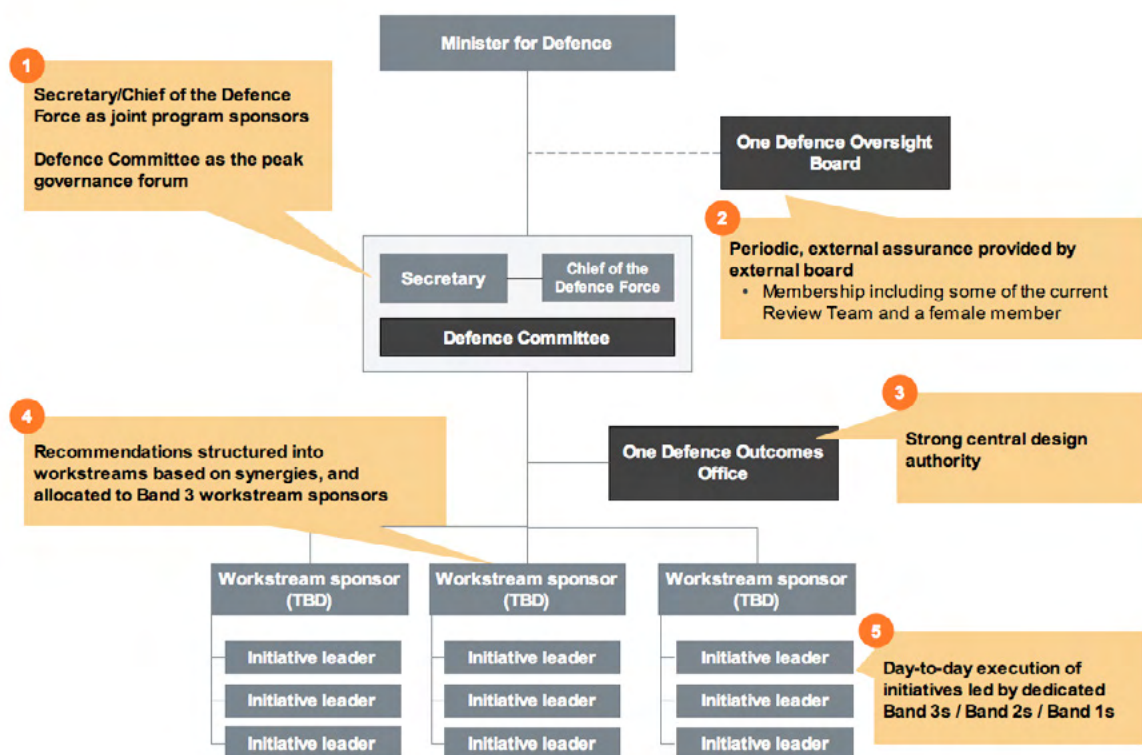 Minister for Defence
1
Secretary/Chief of the Defence
Force as joint program sponsors
Defence Committee as the peak
governance forum
One Defence Oversight
Board
2
Periodic, external assurance provided by
external board
• Membership including some of the current
Review Team and a female member
Secretary
Chief of the
Defence Force
Defence Committee
3
Strong central design
authority
4
Recommendations structured into
workstreams based on synergies, and
allocated to Band 3 workstream sponsors
One Defence Outcomes
Office
Workstream sponsor
(TBD)
Workstream sponsor
(TBD)
Workstream sponsor
(TBD)
Initiative leader
Initiative leader
Initiative leader
Initiative leader
Initiative leader
Initiative leader
Initiative leader
Initiative leader
Initiative leader
5
Day-to-day execution of
initiatives led by dedicated
Band 3s / Band 2s / Band 1s